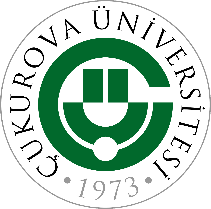 ÇUKUROVA ÜNİVERSİTESİ
• 1973 •